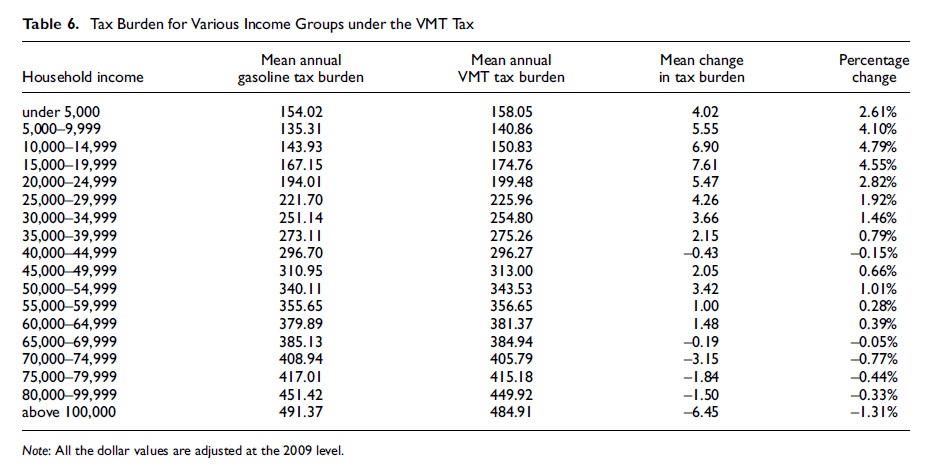 Table 6. Tax Burden for Various Income Groups under the VMT Tax
Household income Mean annual gasoline tax burden Mean annual VMT tax burden Mean change in tax burden Percentage change
under 5,000 154.02 158.05 4.02 2.61%
5,000–9,999 135.31 140.86 5.55 4.10%
10,000–14,999 143.93 150.83 6.90 4.79%
15,000–19,999 167.15 174.76 7.61 4.55%
20,000–24,999 194.01 199.48 5.47 2.82%
25,000–29,999 221.70 225.96 4.26 1.92%
30,000–34,999 251.14 254.80 3.66 1.46%
35,000–39,999 273.11 275.26 2.15 0.79%
40,000–44,999 296.70 296.27 –0.43 –0.15%
45,000–49,999 310.95 313.00 2.05 0.66%
50,000–54,999 340.11 343.53 3.42 1.01%
55,000–59,999 355.65 356.65 1.00 0.28%
60,000–64,999 379.89 381.37 1.48 0.39%
65,000–69,999 385.13 384.94 –0.19 –0.05%
70,000–74,999 408.94 405.79 –3.15 –0.77%
75,000–79,999 417.01 415.18 –1.84 –0.44%
80,000–99,999 451.42 449.92 –1.50 –0.33%
above 100,000 491.37 484.91 –6.45 –1.31%
Note: All the dollar values are adjusted at the 2009 level.